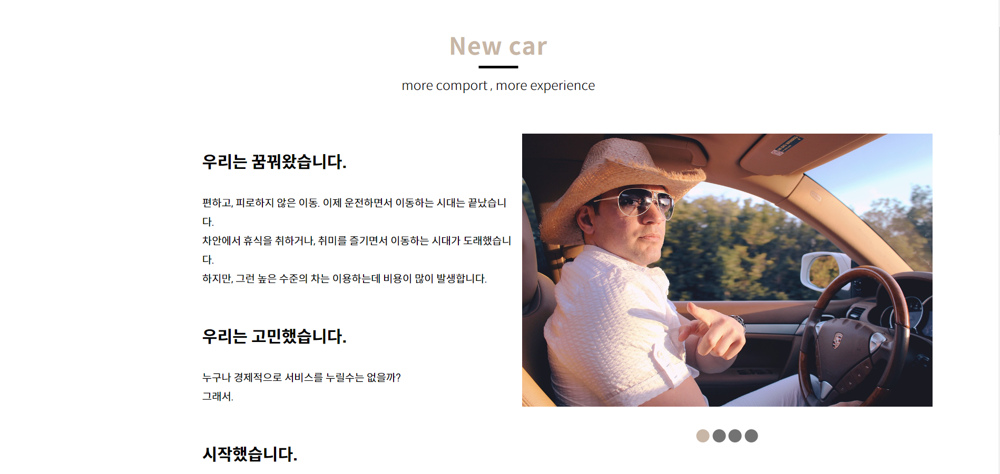 New car
more comport , more experience
우리는 꿈꿔왔습니다.
편하고, 피로하지 않은 이동. 이제 운전하면서 이동하는 시대는 끝났습니
다.
차안에서 휴식을 취하거나, 취미를 즐기면서 이동하는 시대가 도래했습니
다.
하지만, 그런 높은 수준의 차는 이용하는데 비용이 많이 발생합니다.
우리는 고민했습니다.
누구나 경제적으로 서비스를 누릴수는 없을까?
그래서.
시작했습니다.